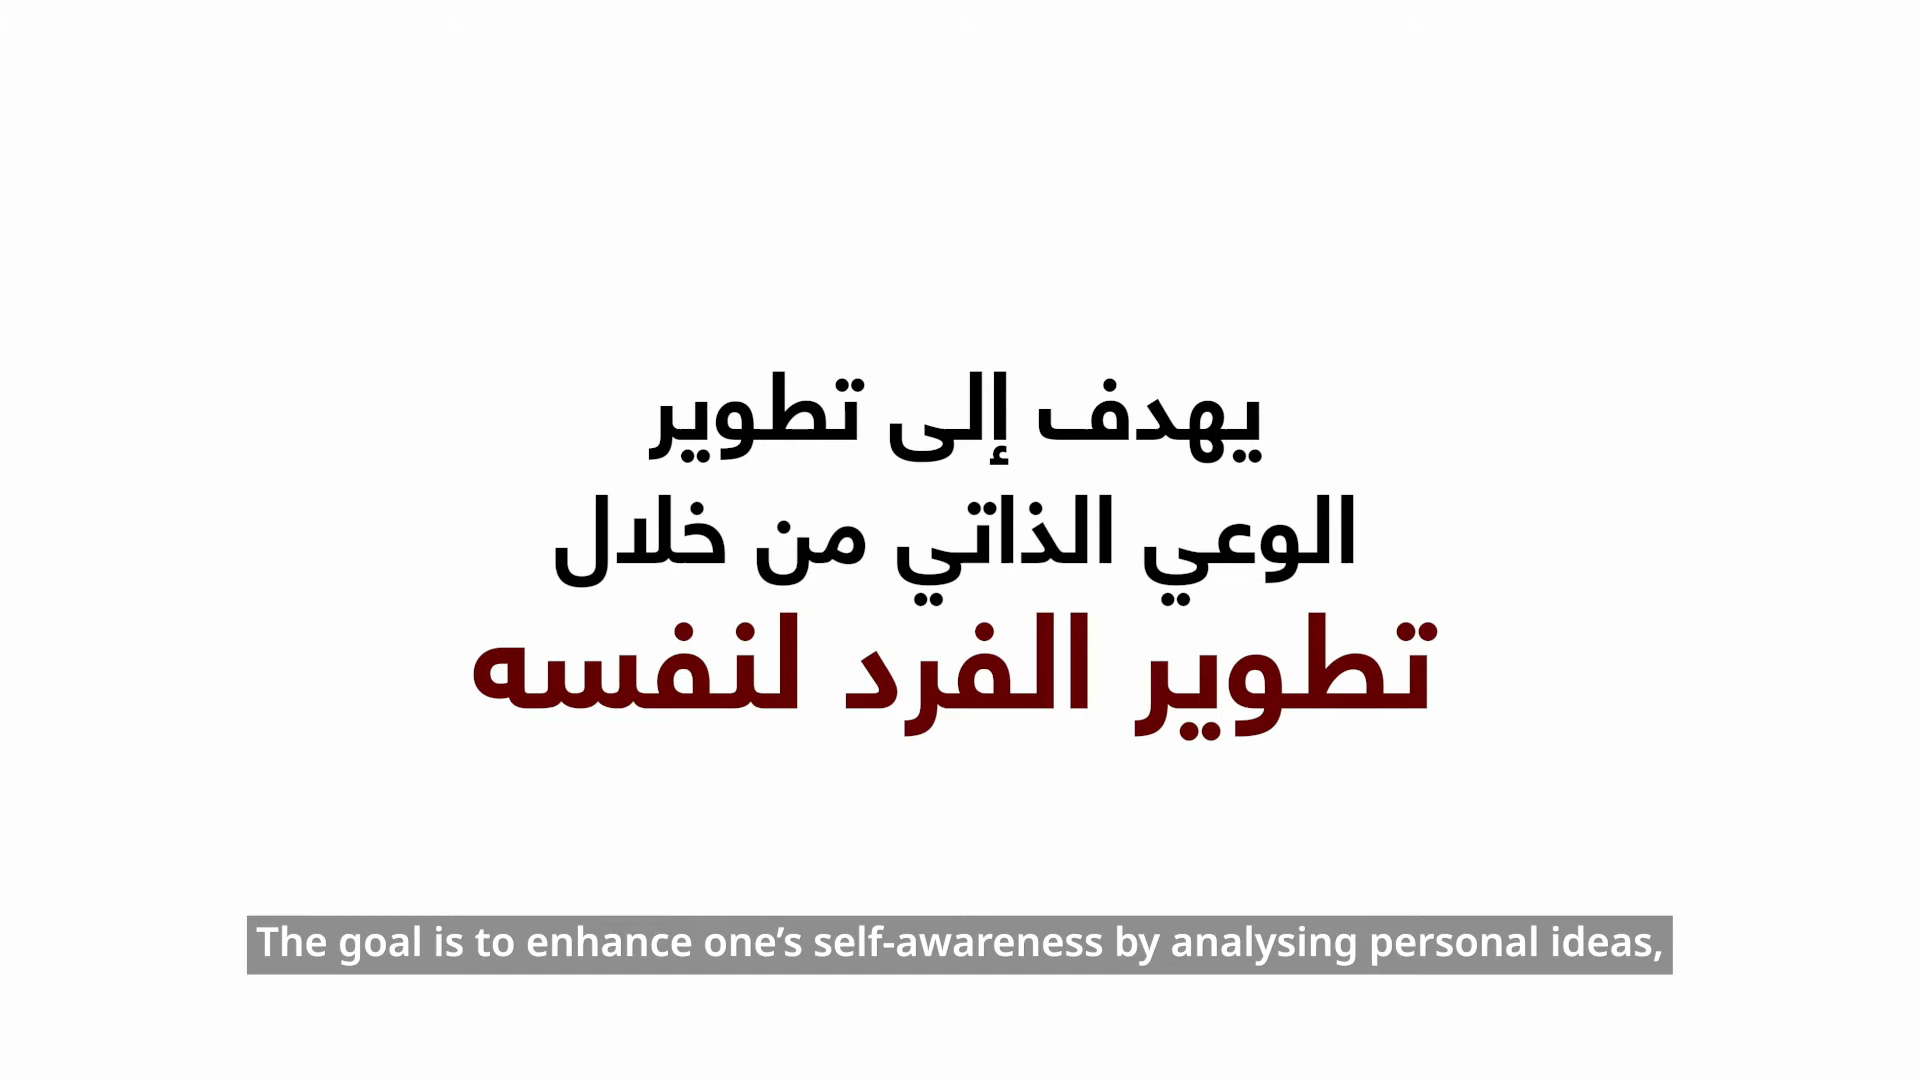 يهدف إلى تطوير
الوعي الذاتي من خلال
تطوير الفرد لنفسه
The goal is to enhance one’s self-awareness by analysing personal ideas,